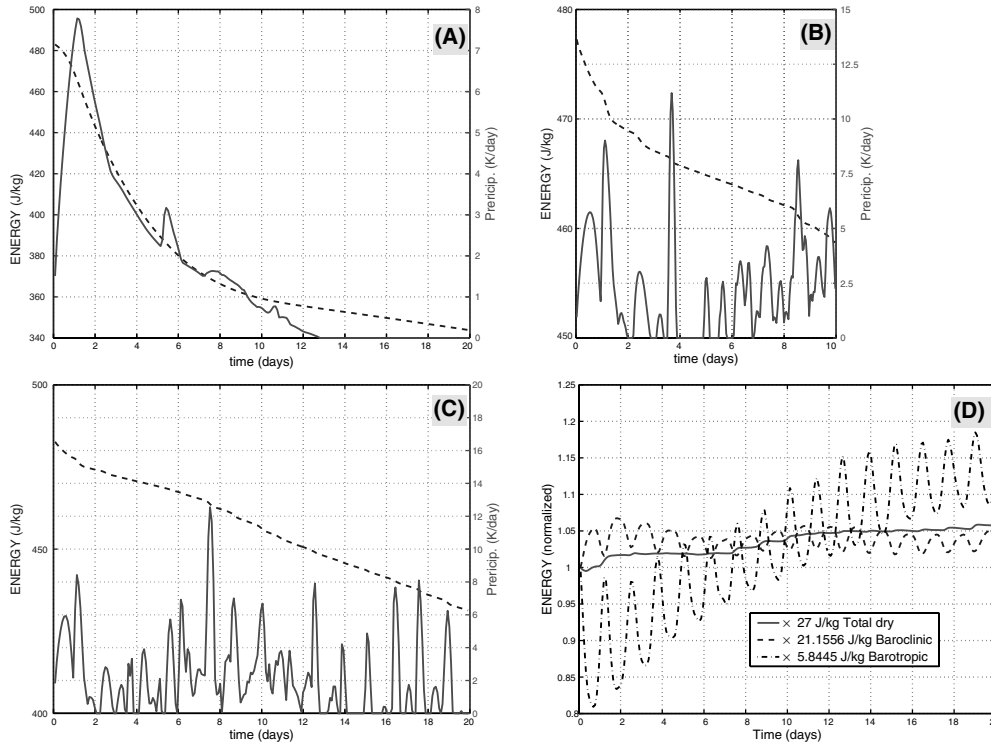 (A)
500
480
460
440
420
400
380
360
340
ENERGY (J/kg)
8
7
6
5
4
3
2
1
0
Prericip. (K/day)
0 2 4 6 8 10 12 14 16 18 20
time (days)
(B)
480
470
460
450
ENERGY (J/kg)
15
12.5
10
7.5
5
2.5
0
Prericip. (K/day)
0 2 4 6 8 10
time (days)
(C)
500
450
400
ENERGY (J/kg)
20
18
16
14
12
10
8
6
4
2
0
Prericip. (K/day)
0 2 4 6 8 10 12 14 16 18 20
time (days)
(D)
1.25
1.2
1.15
1.1
1.05
1
0.95
0.9
0.85
0.8
ENERGY (normalized)
× 27 J/kg Total dry
× 21.1556 J/kg Baroclinic
× 5.8445 J/kg Barotropic
0 2 4 6 8 10 12 14 16 18
Time (days)